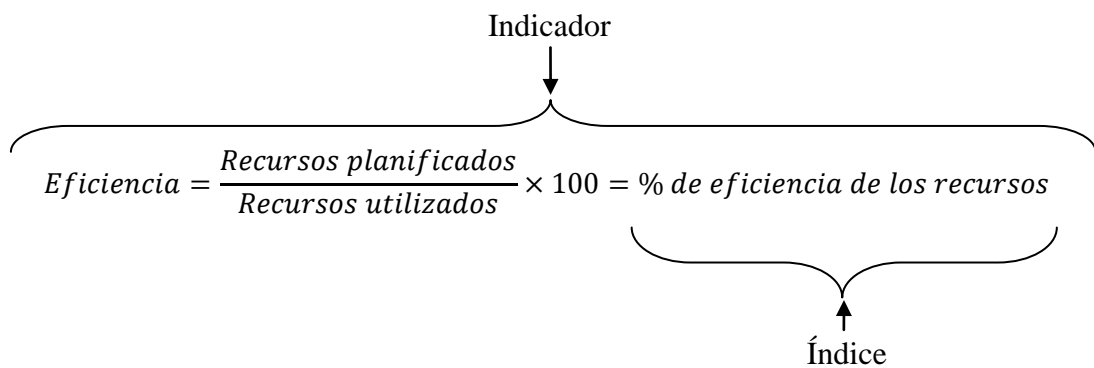 Indicador
Eficiencia = Recursos planificados / Recursos utilizados × 100 = % de eficiencia de los recursos
Índice